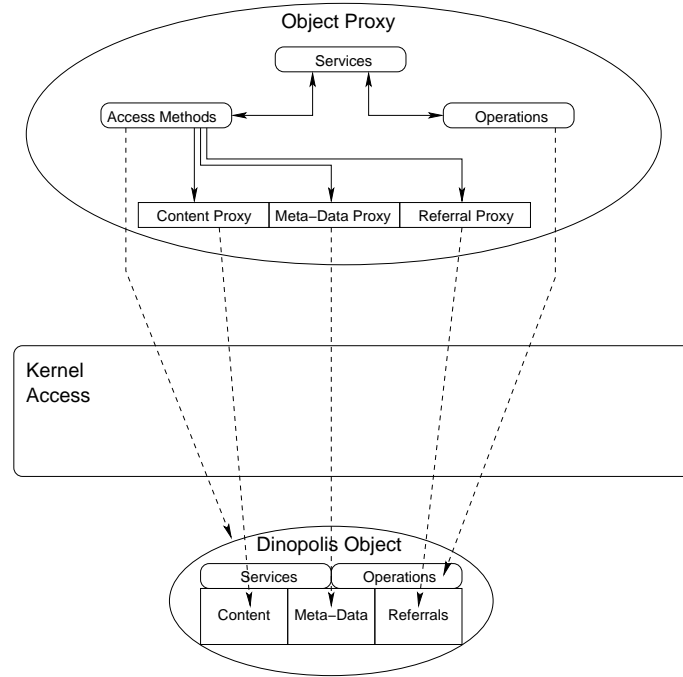 Object Proxy
Services
Access Methods
Operations
Content Proxy
Meta−Data Proxy
Referral Proxy
Kernel
Access
Dinopolis Object
Services
Operations
Content
Meta−Data
Referrals